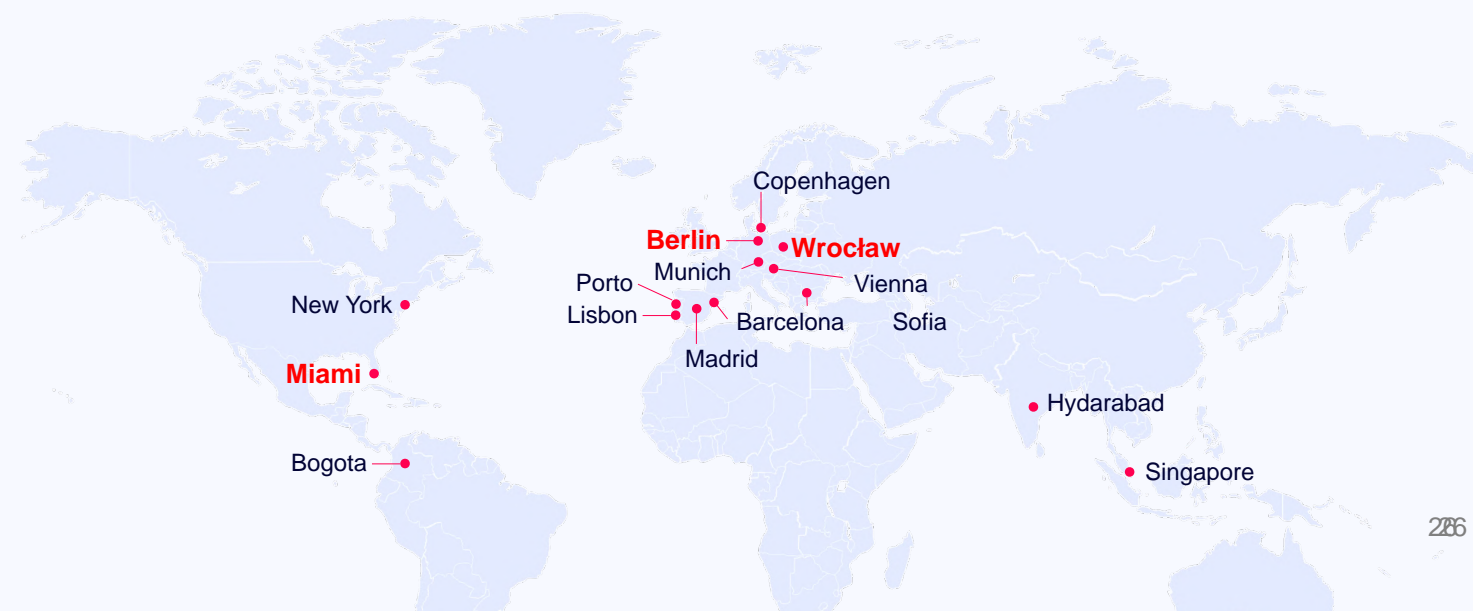 Copenhagen
Berlin
Wrocław
Munich
Vienna
Porto
New York
Lisbon
Barcelona
Sofia
Madrid
Miami
Hydarabad
Bogota
Singapore